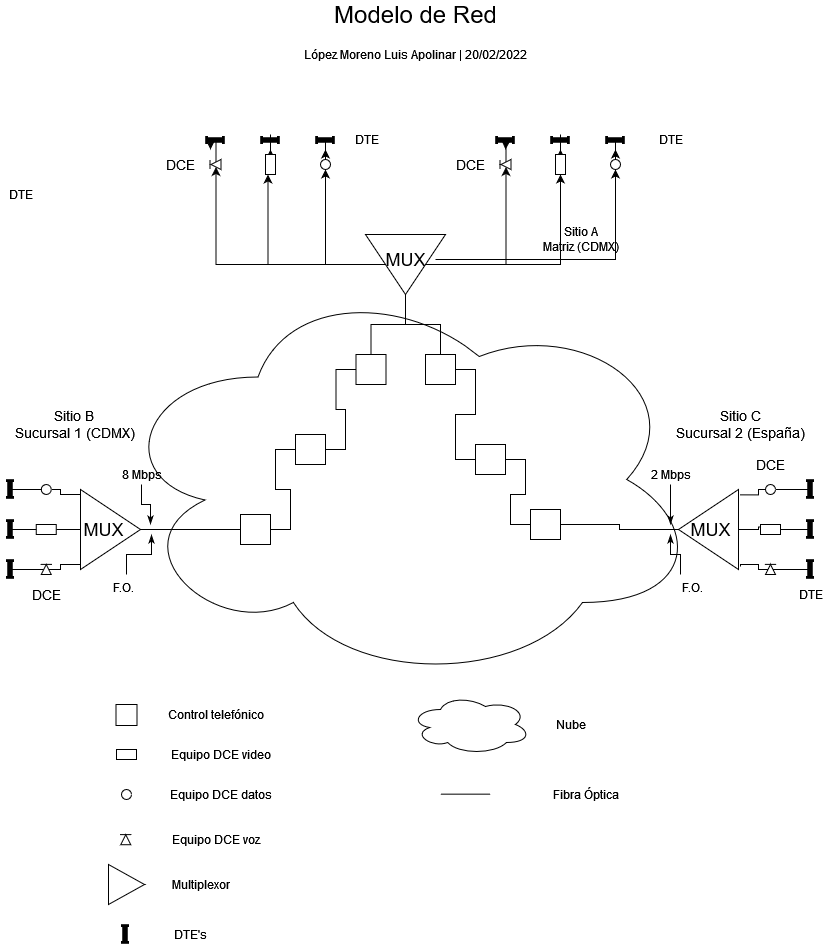 Modelo de Red
López Moreno Luis Apolinar | 20/02/2022
DTE
DTE
DCE
DCE
DTE
Sitio A
Matriz (CDMX)
MUX
Sitio B
Sucursal 1 (CDMX)
Sitio C
Sucursal 2 (España)
8 Mbps
2 Mbps
DCE
MUX
MUX
F.O.
F.O.
DCE
DTE
Control telefónico
Nube
Equipo DCE video
Equipo DCE datos
Fibra Óptica
Equipo DCE voz
Multiplexor
DTE's